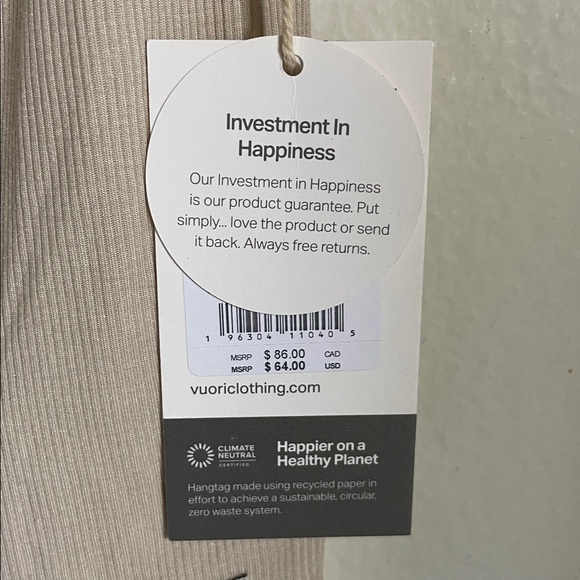 Investment In
Happiness
Our Investment in Happiness
is our product guarantee. Put
simply... love the product or send
it back. Always free returns.
1 96304 11040 5
MSRP $ 86.00 CAD
MSRP $ 64.00 USD
vuoriclothing.com
CLIMATE
NEUTRAL
CERTIFIED
Happier on a
Healthy Planet
Hangtag made using recycled paper in
effort to achieve a sustainable, circular,
zero waste system.